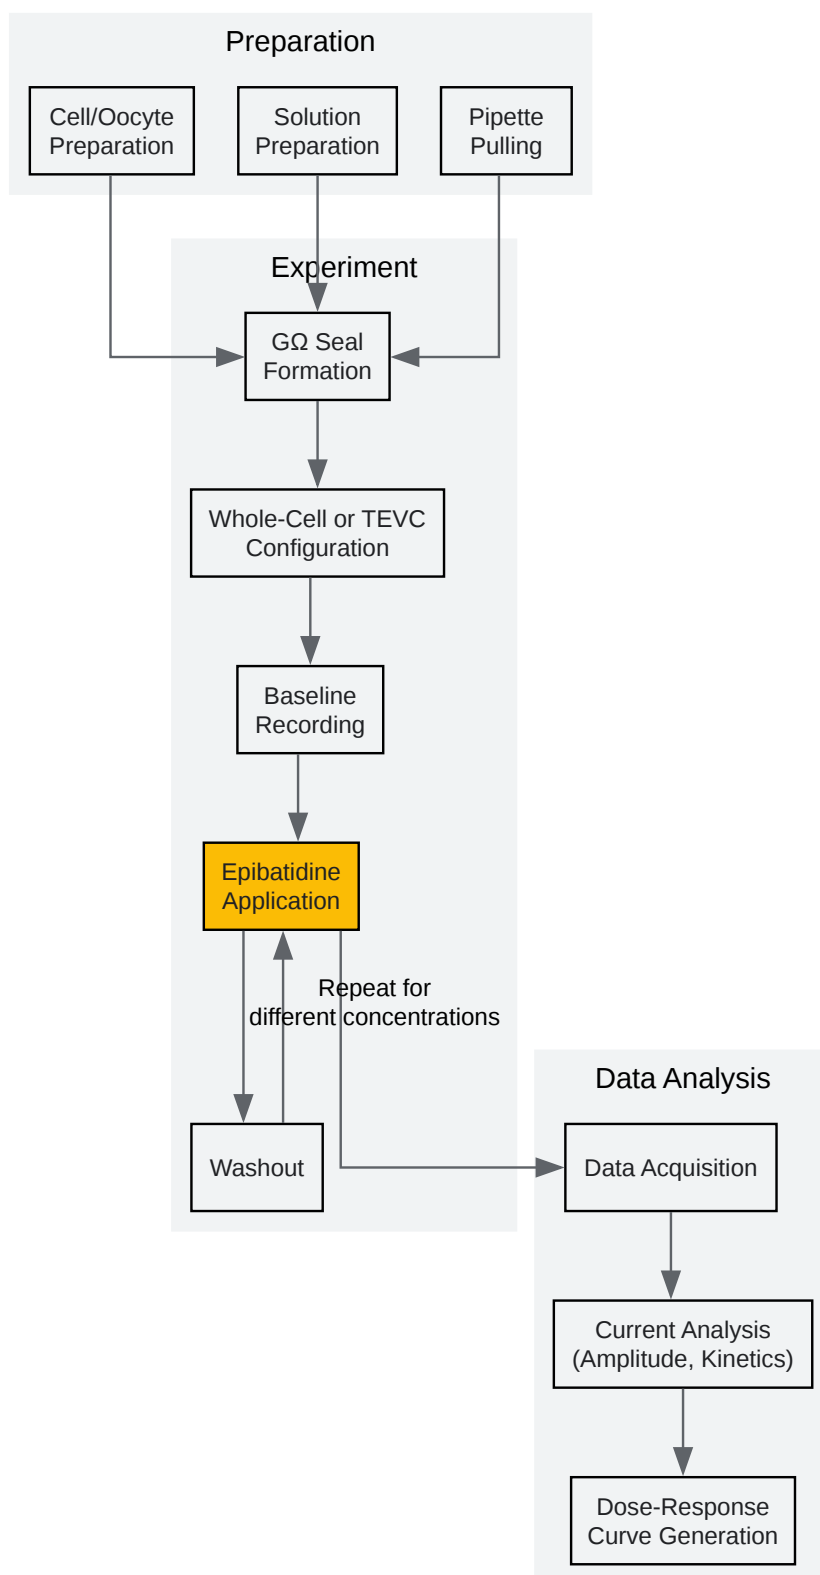 Preparation
Cell/Oocyte
Preparation
Solution
Preparation
Pipette
Pulling
Experiment
GΩ Seal
Formation
Whole-Cell or TEVC
Configuration
Baseline
Recording
Epibatidine
Application
Repeat for
different concentrations
Washout
Data Analysis
Data Acquisition
Current Analysis
(Amplitude, Kinetics)
Dose-Response
Curve Generation